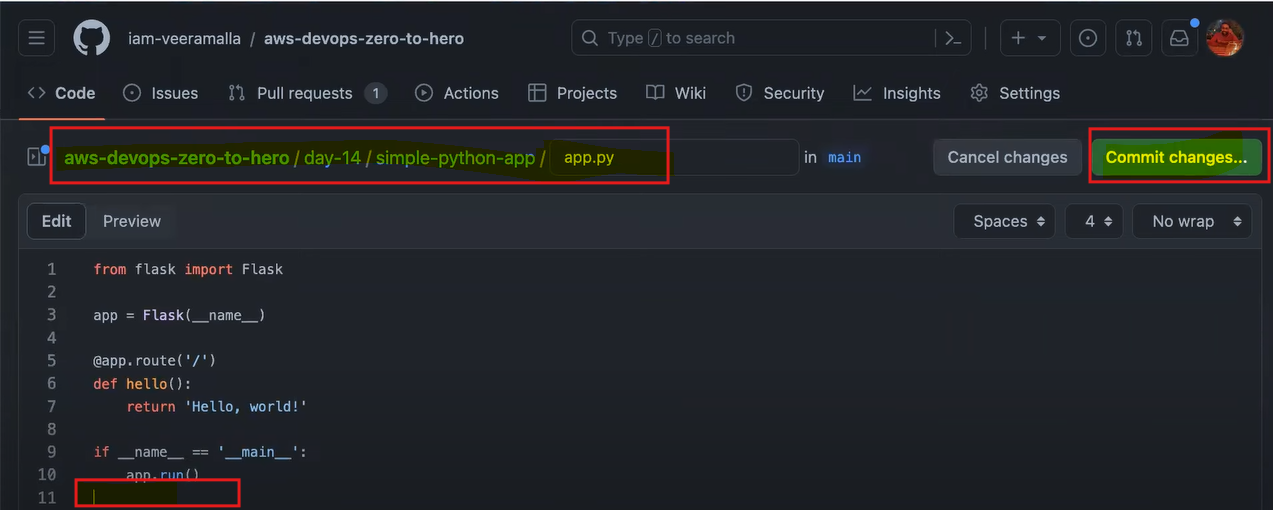 iam-veeramalla / aws-devops-zero-to-hero Type / to search
Code Issues Pull requests 1 Actions Projects Wiki Security Insights Settings
aws-devops-zero-to-hero / day-14 / simple-python-app / app.py in main Cancel changes Commit changes...
Edit Preview Spaces 4 No wrap
1 from flask import Flask
2
3 app = Flask(__name__)
4
5 @app.route('/')
6 def hello():
7     return 'Hello, world!'
8
9 if __name__ == '__main__':
10     app.run()
11